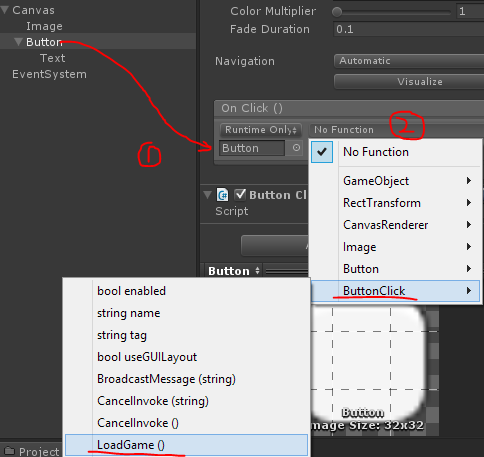 Canvas
Image
Button
Text
EventSystem
Color Multiplier
1
Fade Duration
0.1
Navigation
Automatic
Visualize
On Click ()
Runtime Only
No Function
2
Button
1
No Function
GameObject
RectTransform
CanvasRenderer
Image
Button
ButtonClick
Button Cl
Script
Button
bool enabled
string name
string tag
bool useGUILayout
BroadcastMessage (string)
CancelInvoke (string)
CancelInvoke ()
LoadGame ()
Button
mage Size: 32x32
Project